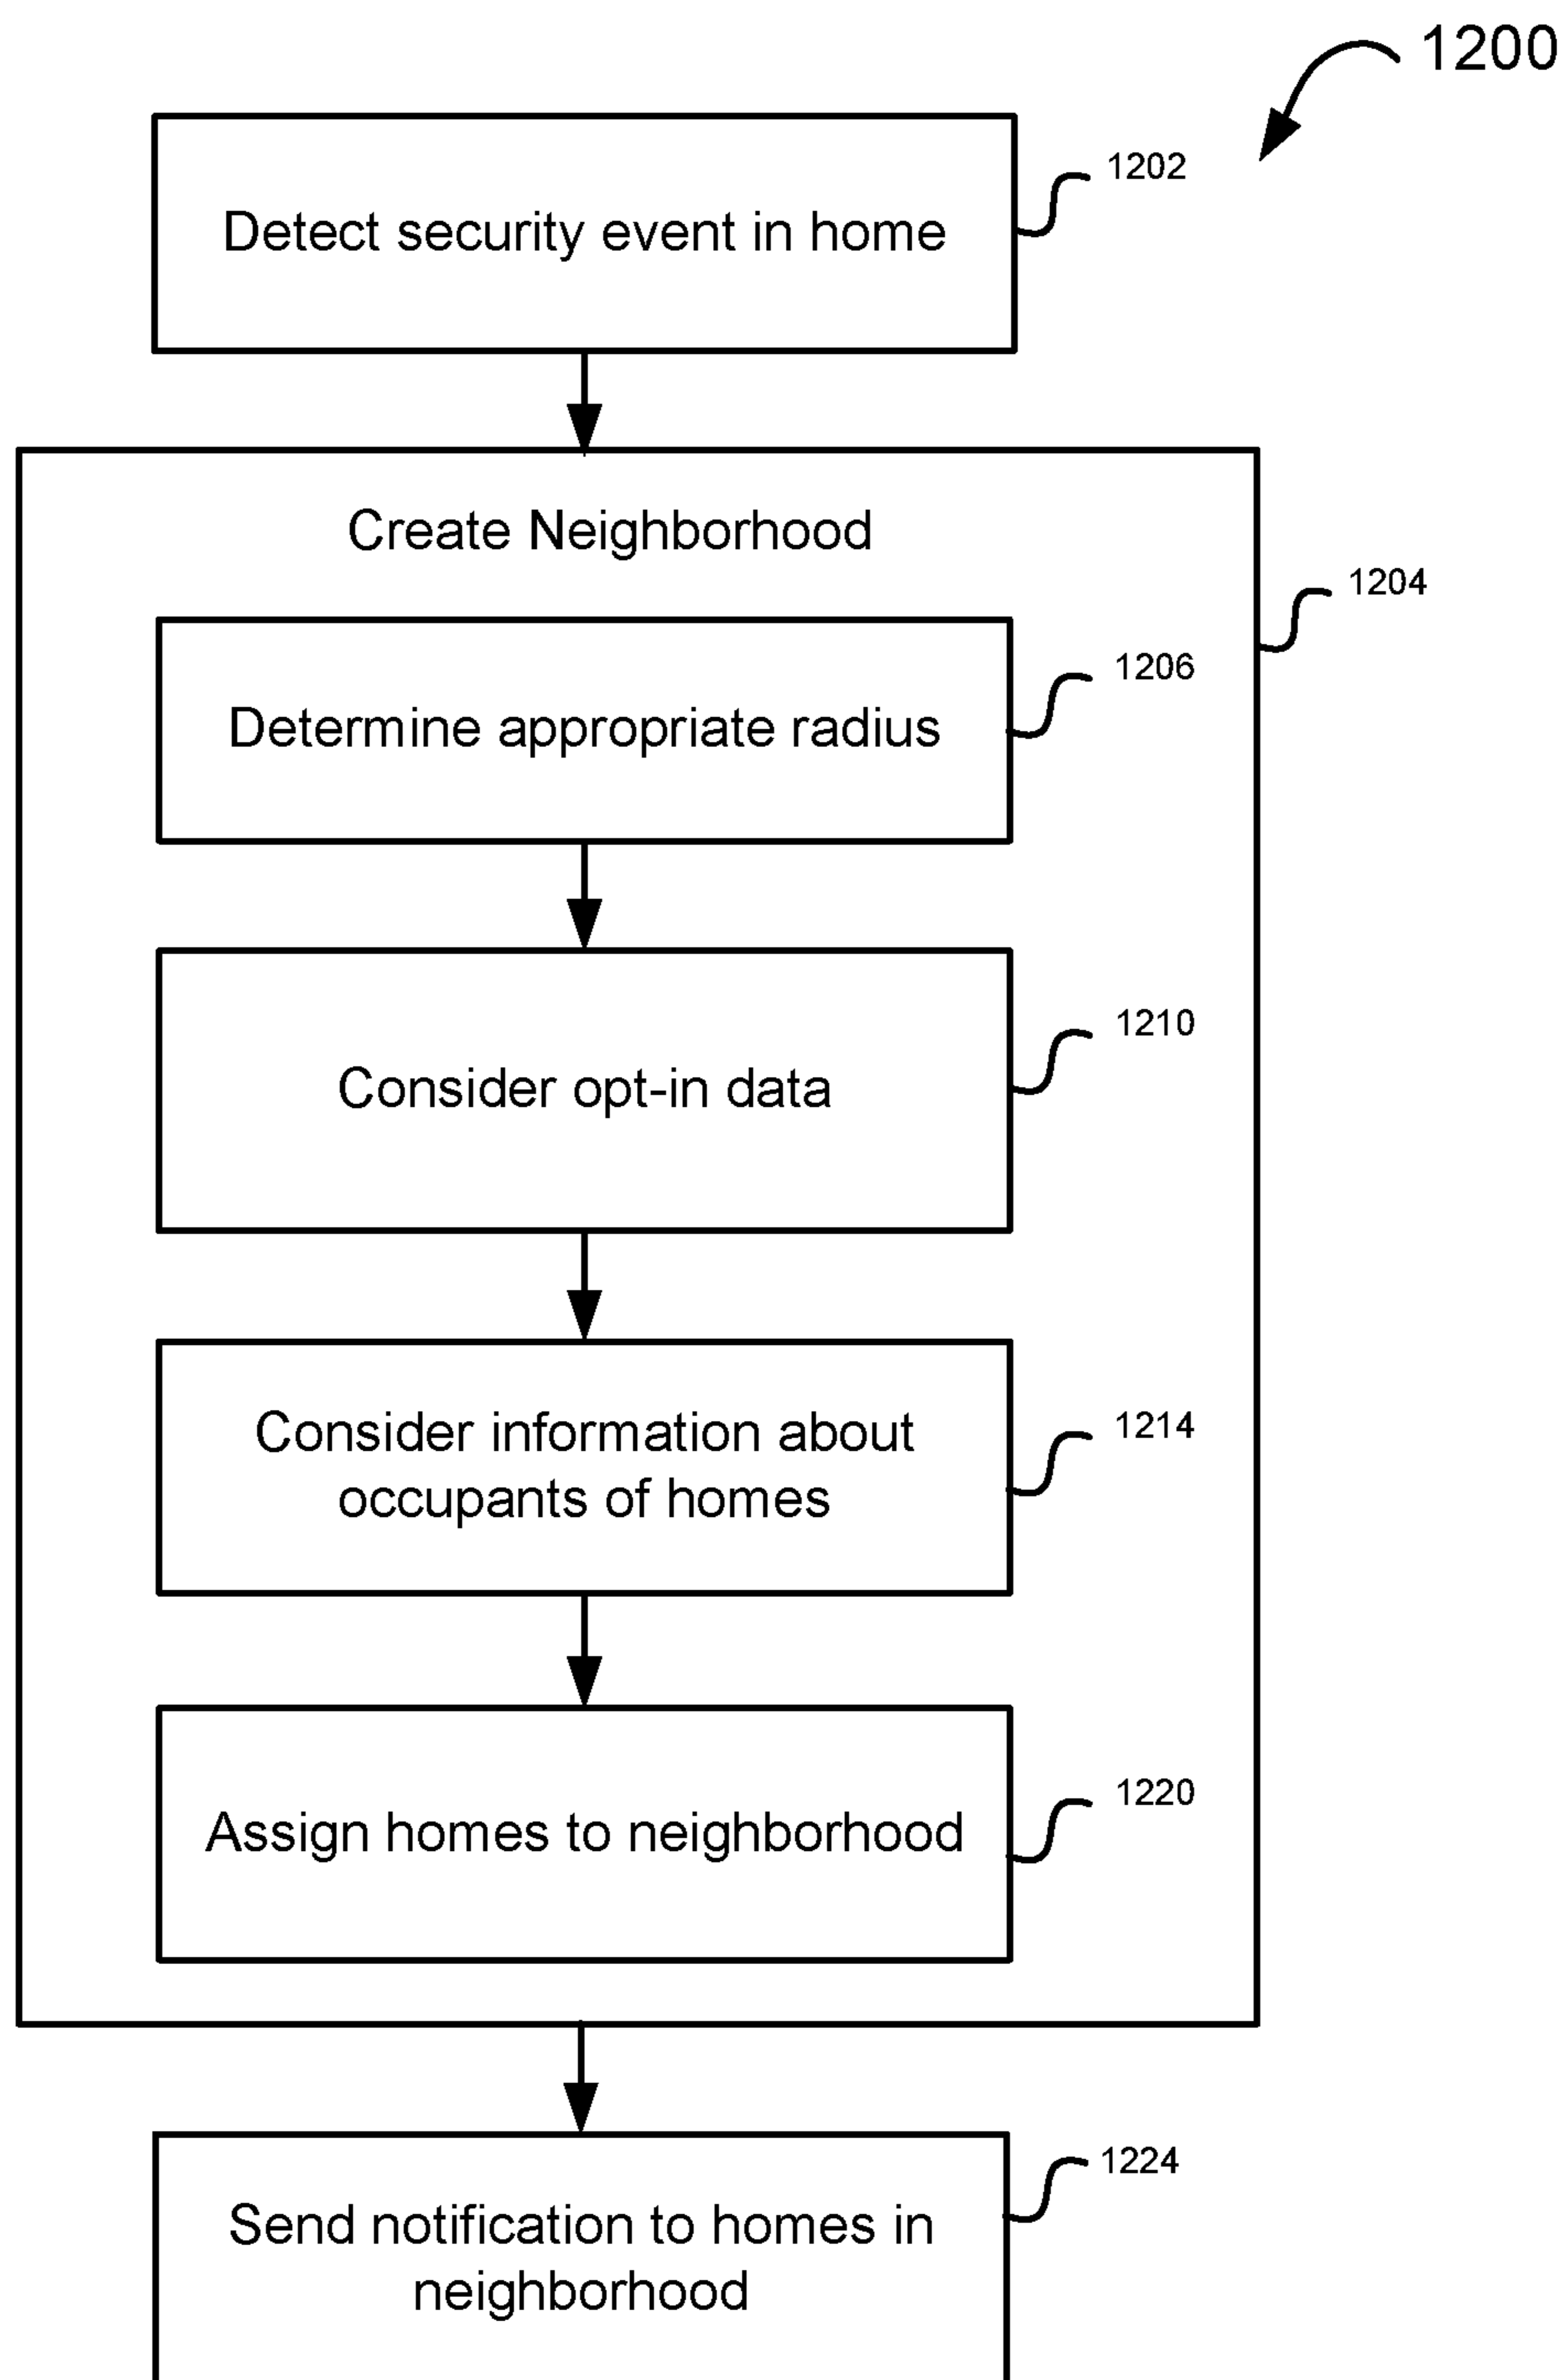 1200
1202
Detect security event in home
Create Neighborhood
1204
1206
Determine appropriate radius
1210
Consider opt-in data
1214
Consider information about
occupants of homes
1220
Assign homes to neighborhood
1224
Send notification to homes in
neighborhood